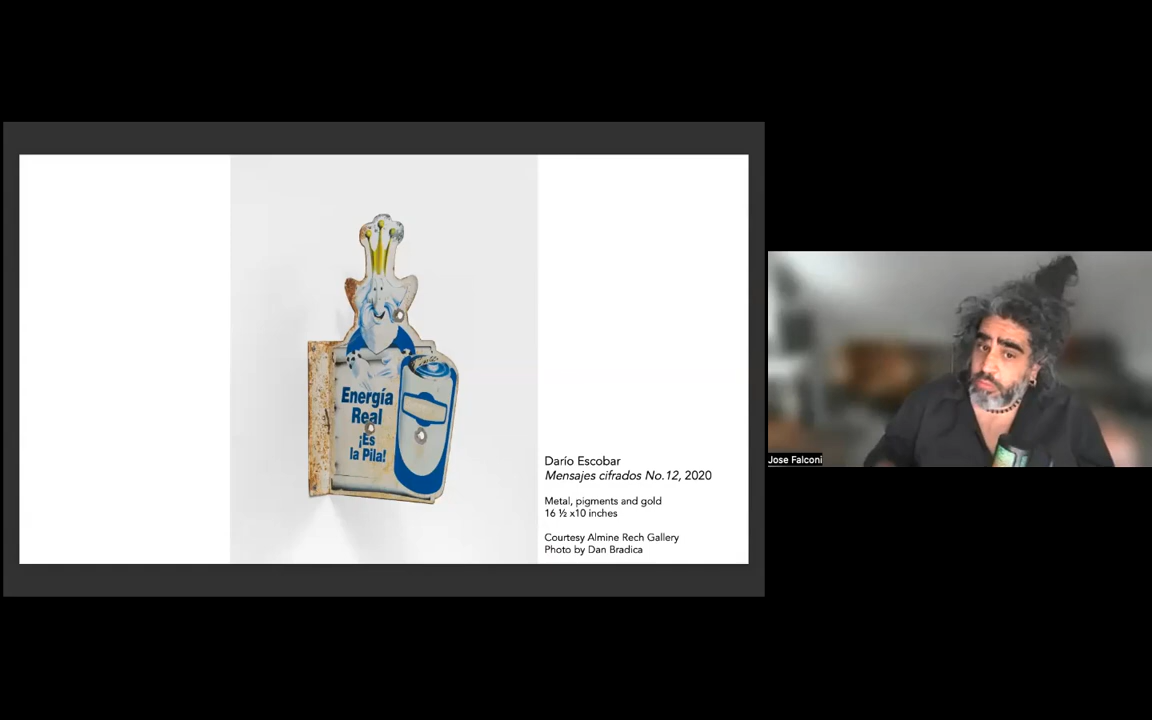 Energía
Real
¡Es
la Pila!
Darío Escobar
Mensajes cifrados No.12, 2020
Metal, pigments and gold
16 ½ x10 inches
Courtesy Almine Rech Gallery
Photo by Dan Bradica
Jose Falconi